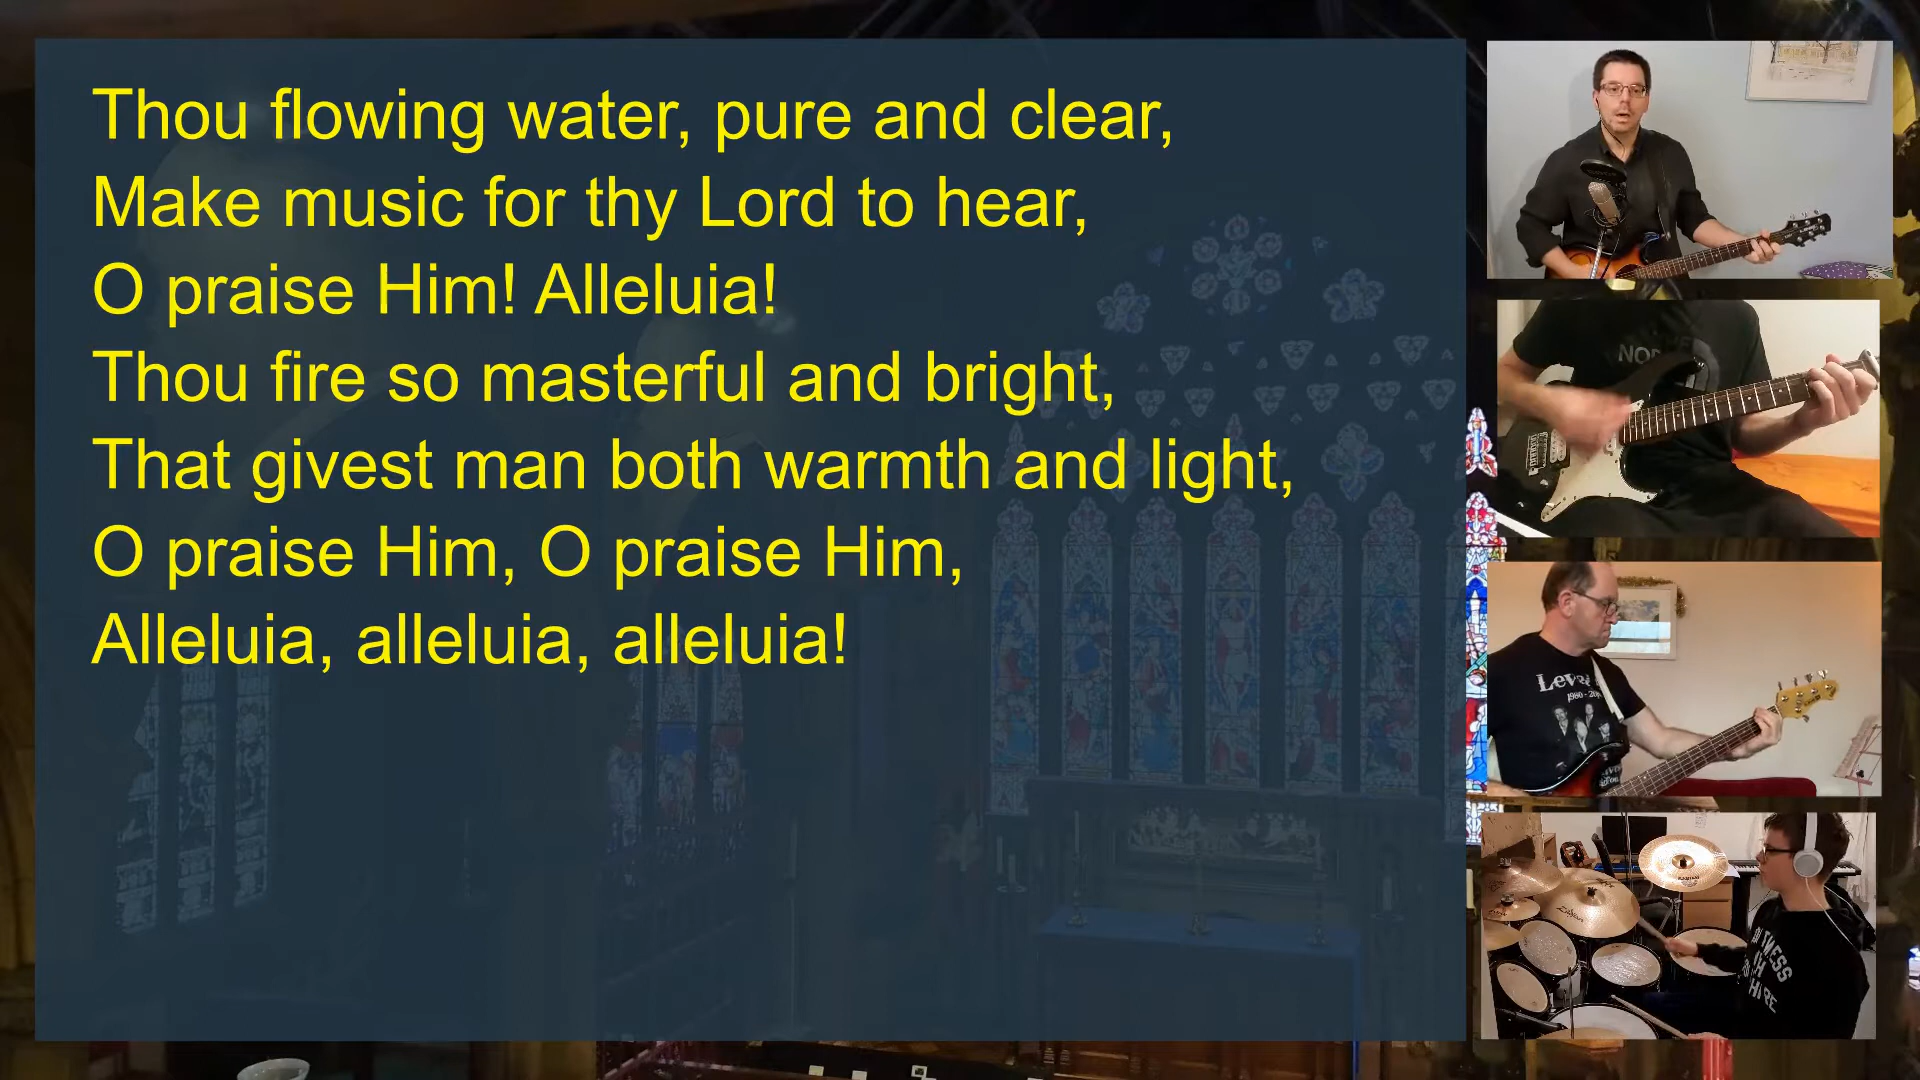 Thou flowing water, pure and clear,
Make music for thy Lord to hear,
O praise Him! Alleluia!
Thou fire so masterful and bright,
That givest man both warmth and light,
O praise Him, O praise Him,
Alleluia, alleluia, alleluia!